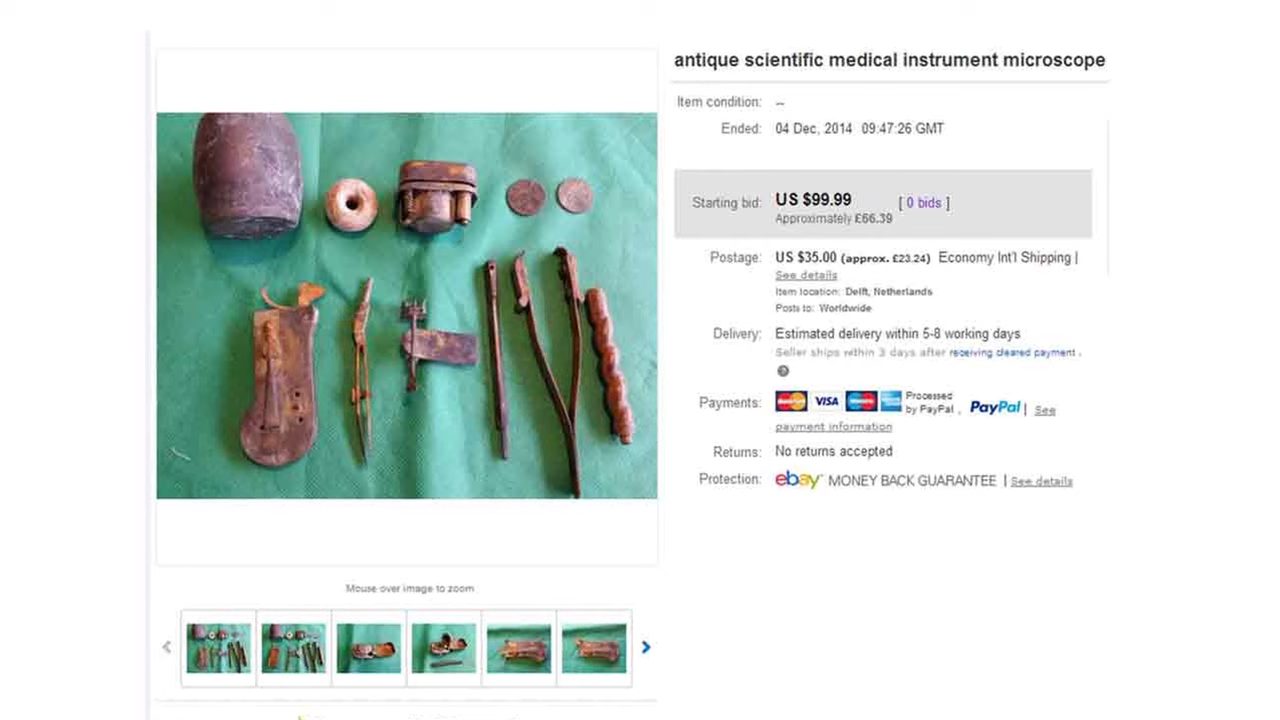 antique scientific medical instrument microscope
Item condition: --
Ended: 04 Dec, 2014 09:47:26 GMT
Starting bid: US $99.99 [ 0 bids ]
Approximately £66.39
Postage: US $35.00 (approx. £23.24) Economy Int'l Shipping |
See details
Item location: Delft, Netherlands
Posts to: Worldwide
Delivery: Estimated delivery within 5-8 working days
Seller ships within 3 days after receiving cleared payment .
?
Payments: MasterCard VISA Processed
by PayPal , PayPal | See
payment information
Returns: No returns accepted
Protection: ebay™ MONEY BACK GUARANTEE | See details
Mouse over image to zoom